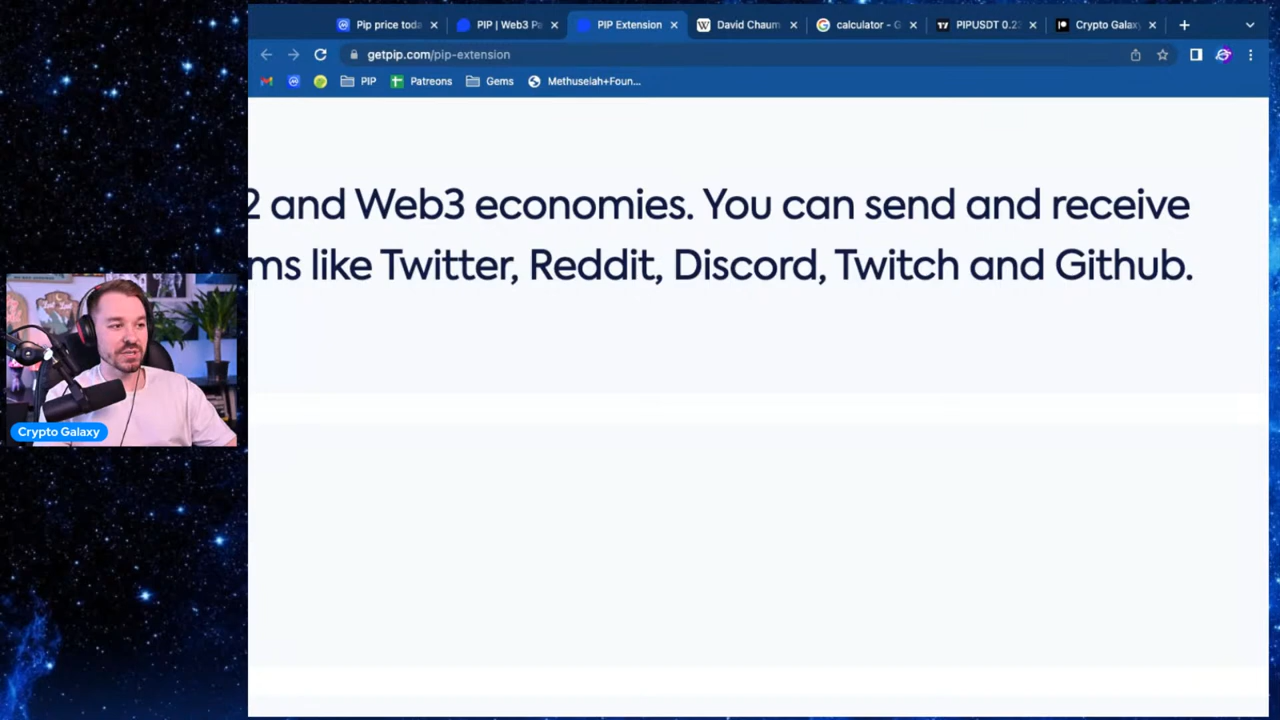 Pip price toda
PIP | Web3 Pa
PIP Extension
David Chaum
calculator - G
PIPUSDT 0.2
Crypto Galax
getpip.com/pip-extension
PIP
Patreons
Gems
Methuselah+Foun...
2 and Web3 economies. You can send and receive
ms like Twitter, Reddit, Discord, Twitch and Github.
Crypto Galaxy